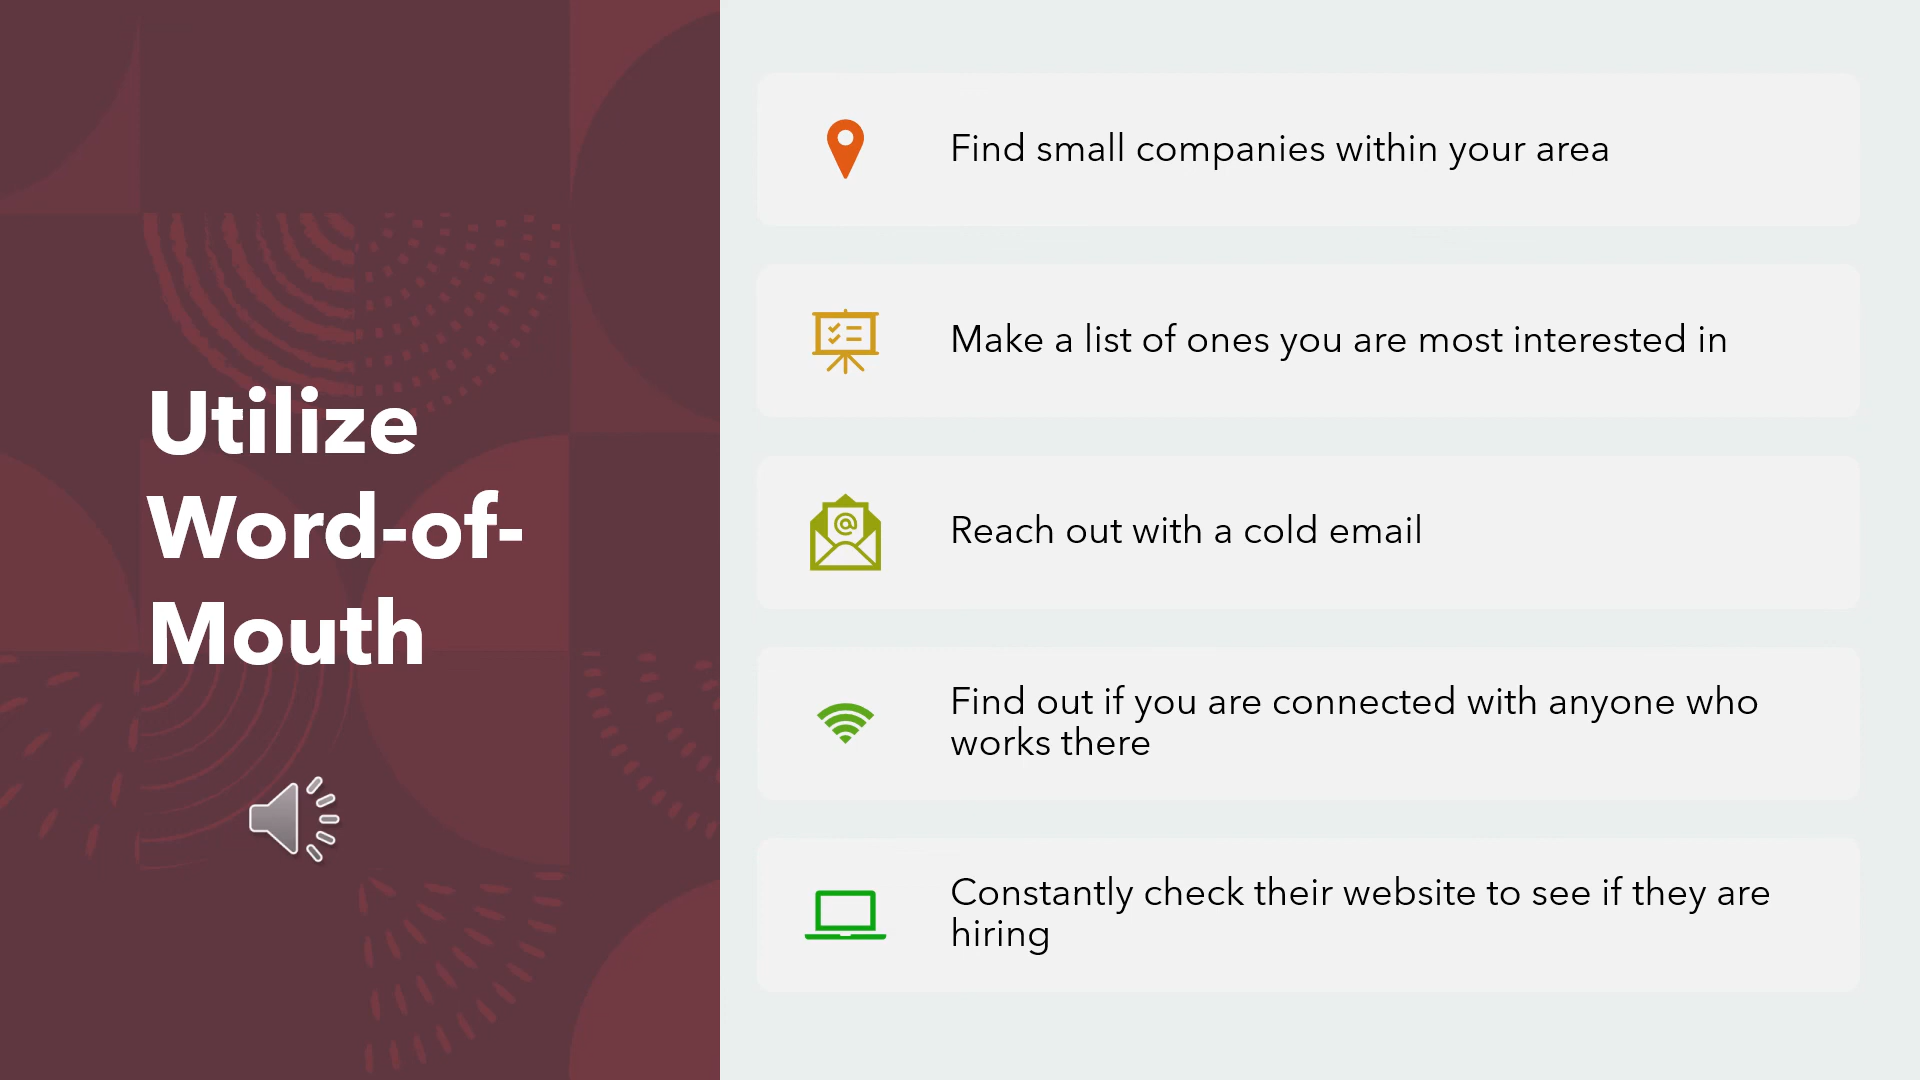 Utilize
Word-of-
Mouth
Find small companies within your area
Make a list of ones you are most interested in
Reach out with a cold email
Find out if you are connected with anyone who
works there
Constantly check their website to see if they are
hiring